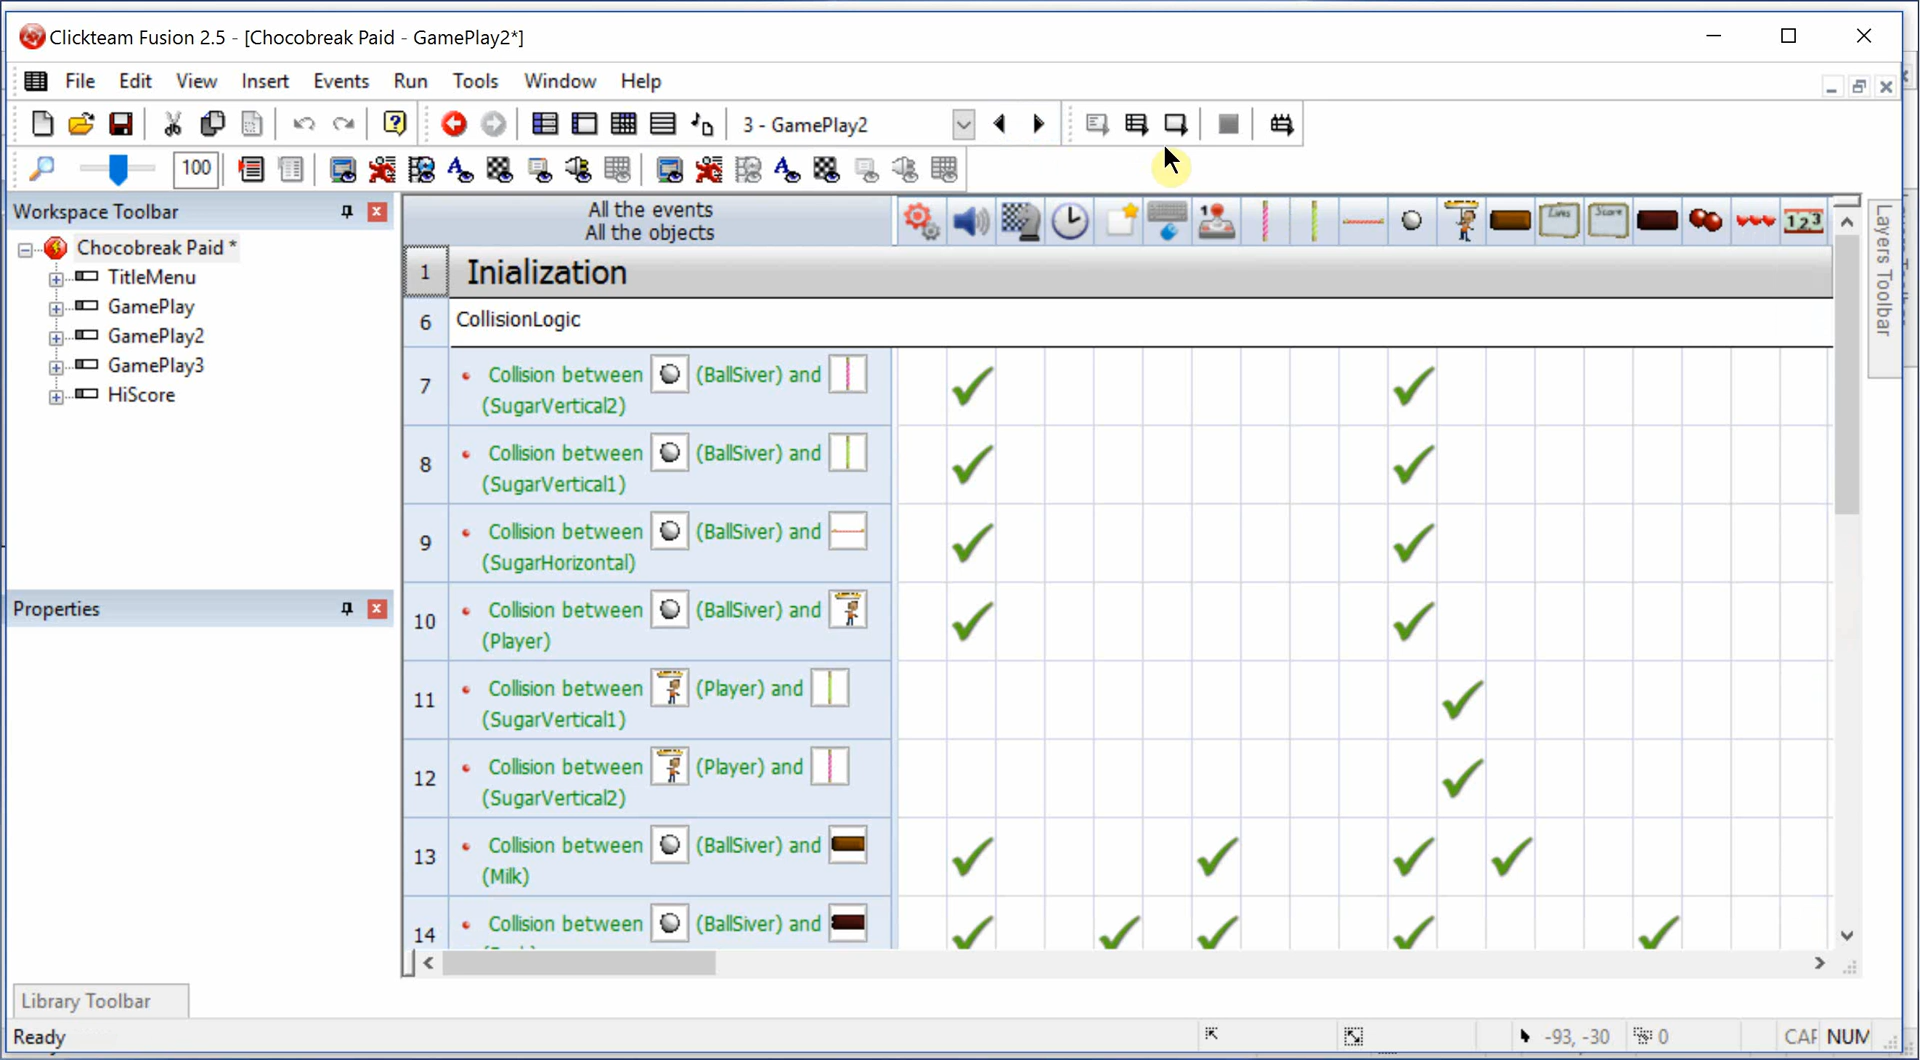 Clickteam Fusion 2.5 - [Chocobreak Paid - GamePlay2*]
File Edit View Insert Events Run Tools Window Help
3 - GamePlay2
100
Workspace Toolbar
Chocobreak Paid *
TitleMenu
GamePlay
GamePlay2
GamePlay3
HiScore
Properties
Library Toolbar
All the events
All the objects
Lives
Score
123
Layers Toolbar
1 Inialization
6 CollisionLogic
7 Collision between (BallSiver) and
(SugarVertical2)
8 Collision between (BallSiver) and
(SugarVertical1)
9 Collision between (BallSiver) and
(SugarHorizontal)
10 Collision between (BallSiver) and
(Player)
11 Collision between (Player) and
(SugarVertical1)
12 Collision between (Player) and
(SugarVertical2)
13 Collision between (BallSiver) and
(Milk)
14 Collision between (BallSiver) and
Ready
-93, -30
0
CAP NUM